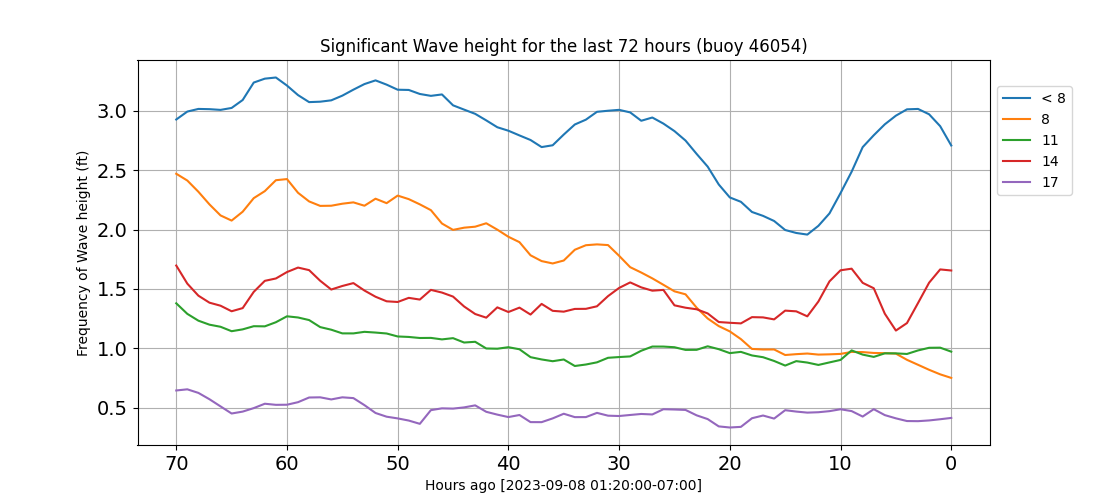 Significant Wave height for the last 72 hours (buoy 46054)
Frequency of Wave height (ft)
3.0
2.5
2.0
1.5
1.0
0.5
70 60 50 40 30 20 10 0
Hours ago [2023-09-08 01:20:00-07:00]
< 8
8
11
14
17